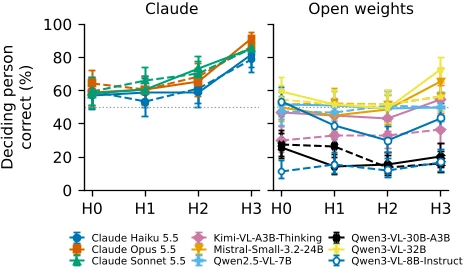 Claude
Open weights
Deciding person
correct (%)
100
80
60
40
20
0
H0 H1 H2 H3
H0 H1 H2 H3
Claude Haiku 5.5
Claude Opus 5.5
Claude Sonnet 5.5
Kimi-VL-A3B-Thinking
Mistral-Small-3.2-24B
Qwen2.5-VL-7B
Qwen3-VL-30B-A3B
Qwen3-VL-32B
Qwen3-VL-8B-Instruct